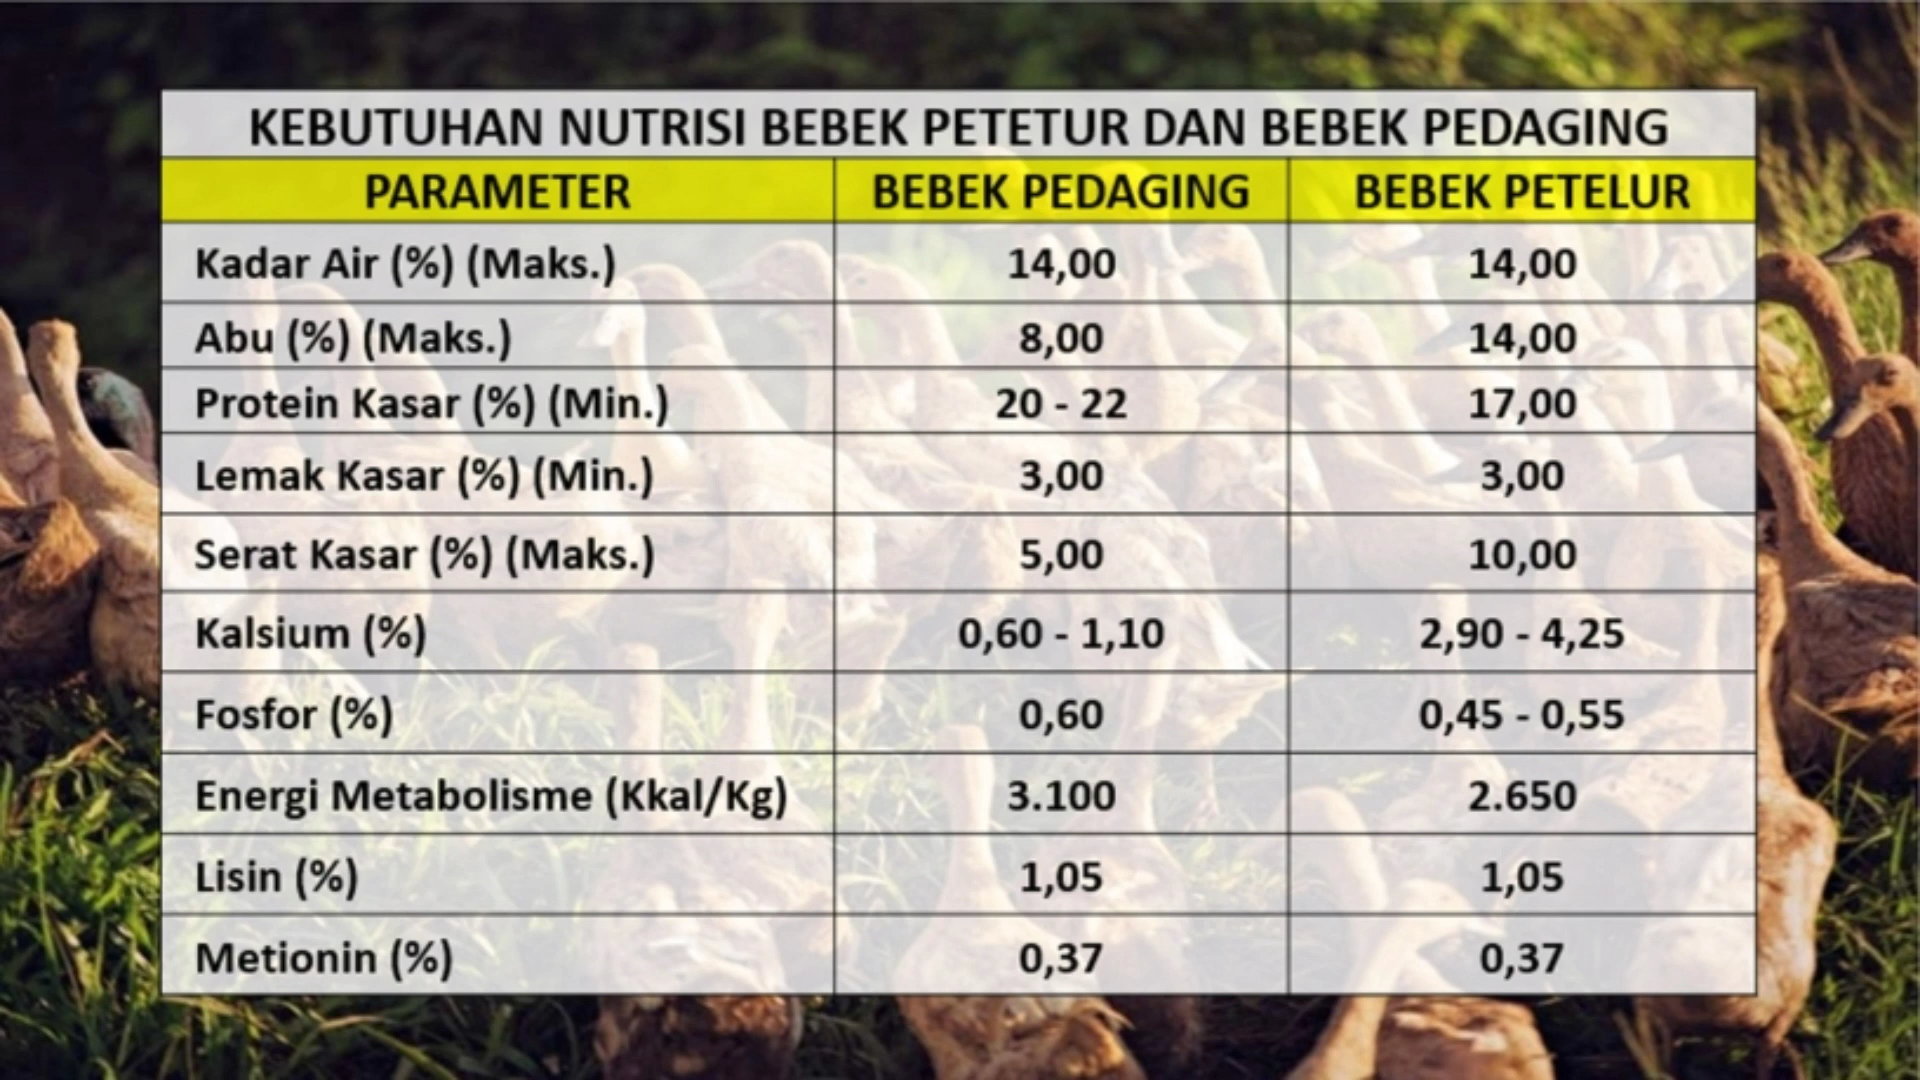 KEBUTUHAN NUTRISI BEBEK PETETUR DAN BEBEK PEDAGING
PARAMETER BEBEK PEDAGING BEBEK PETELUR
Kadar Air (%) (Maks.) 14,00 14,00
Abu (%) (Maks.) 8,00 14,00
Protein Kasar (%) (Min.) 20 - 22 17,00
Lemak Kasar (%) (Min.) 3,00 3,00
Serat Kasar (%) (Maks.) 5,00 10,00
Kalsium (%) 0,60 - 1,10 2,90 - 4,25
Fosfor (%) 0,60 0,45 - 0,55
Energi Metabolisme (Kkal/Kg) 3.100 2.650
Lisin (%) 1,05 1,05
Metionin (%) 0,37 0,37